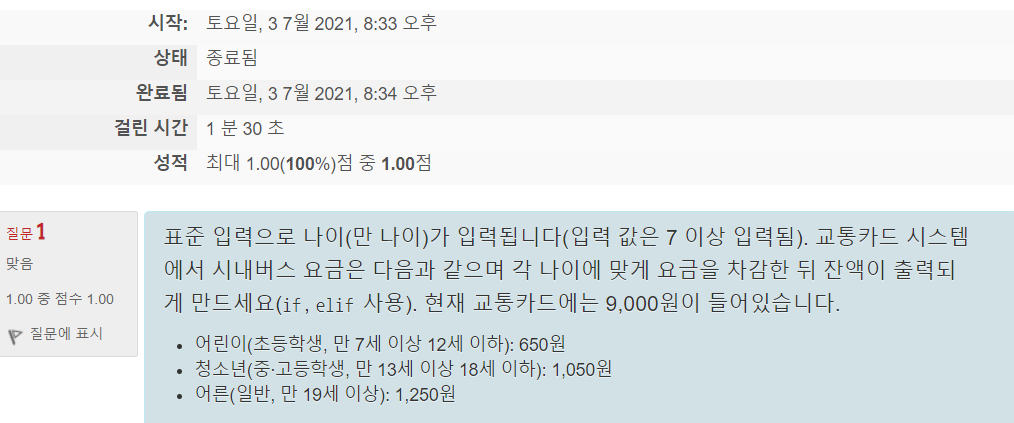 시작: 토요일, 3 7월 2021, 8:33 오후
상태 종료됨
완료됨 토요일, 3 7월 2021, 8:34 오후
걸린 시간 1 분 30 초
성적 최대 1.00(100%)점 중 1.00점
질문 1
맞음
1.00 중 점수 1.00
질문에 표시
표준 입력으로 나이(만 나이)가 입력됩니다(입력 값은 7 이상 입력됨). 교통카드 시스템
에서 시내버스 요금은 다음과 같으며 각 나이에 맞게 요금을 차감한 뒤 잔액이 출력되
게 만드세요(if, elif 사용). 현재 교통카드에는 9,000원이 들어있습니다.
• 어린이(초등학생, 만 7세 이상 12세 이하): 650원
• 청소년(중·고등학생, 만 13세 이상 18세 이하): 1,050원
• 어른(일반, 만 19세 이상): 1,250원